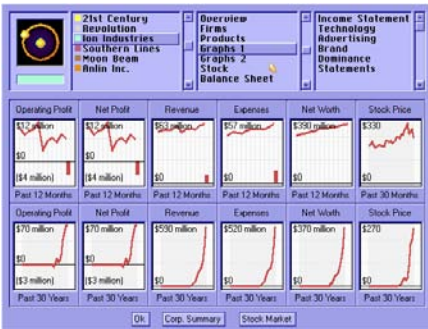 21st Century
Revolution
Ion Industries
Southern Lines
Moon Beam
Anlin Inc.
Overview
Firms
Products
Graphs 1
Graphs 2
Stock
Balance Sheet
Income Statement
Technology
Advertising
Brand
Dominance
Statements
Operating Profit Net Profit Revenue Expenses Net Worth Stock Price
$12 million $12 million $63 million $57 million $390 million $330
$0 $0 $0 $0 $0 $0
($4 million) ($4 million)
Past 12 Months Past 12 Months Past 12 Months Past 12 Months Past 12 Months Past 30 Months
Operating Profit Net Profit Revenue Expenses Net Worth Stock Price
$70 million $70 million $590 million $520 million $370 million $270
$0 $0 $0 $0 $0 $0
($3 million) ($3 million)
Past 30 Years Past 30 Years Past 30 Years Past 30 Years Past 30 Years Past 30 Years
Ok Corp. Summary Stock Market